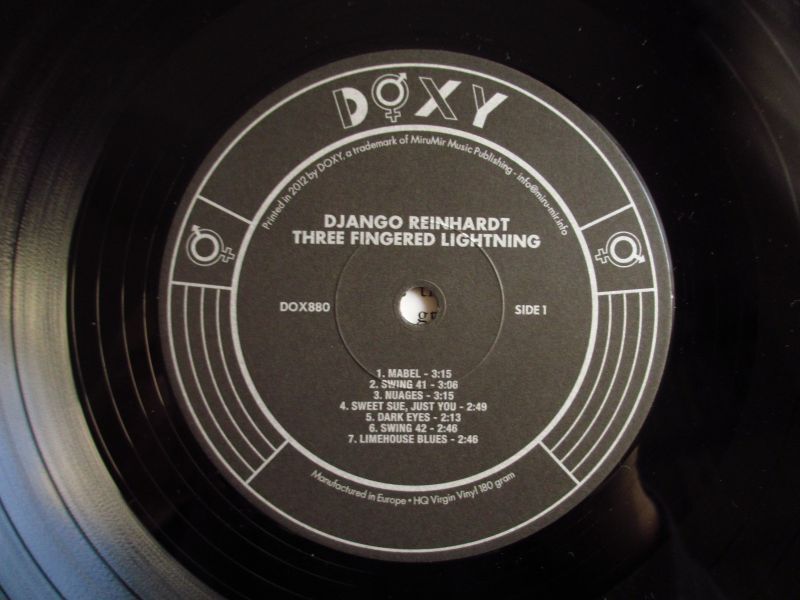 DOXY
Printed in 2012 by DOXY, a trademark of MiruMir Music Publishing - info@miru-mir.info
DJANGO REINHARDT
THREE FINGERED LIGHTNING
DOX880
SIDE 1
1. MABEL - 3:15
2. SWING 41 - 3:06
3. NUAGES - 3:15
4. SWEET SUE, JUST YOU - 2:49
5. DARK EYES - 2:13
6. SWING 42 - 2:46
7. LIMEHOUSE BLUES - 2:46
Manufactured in Europe • HQ Virgin Vinyl 180 gram